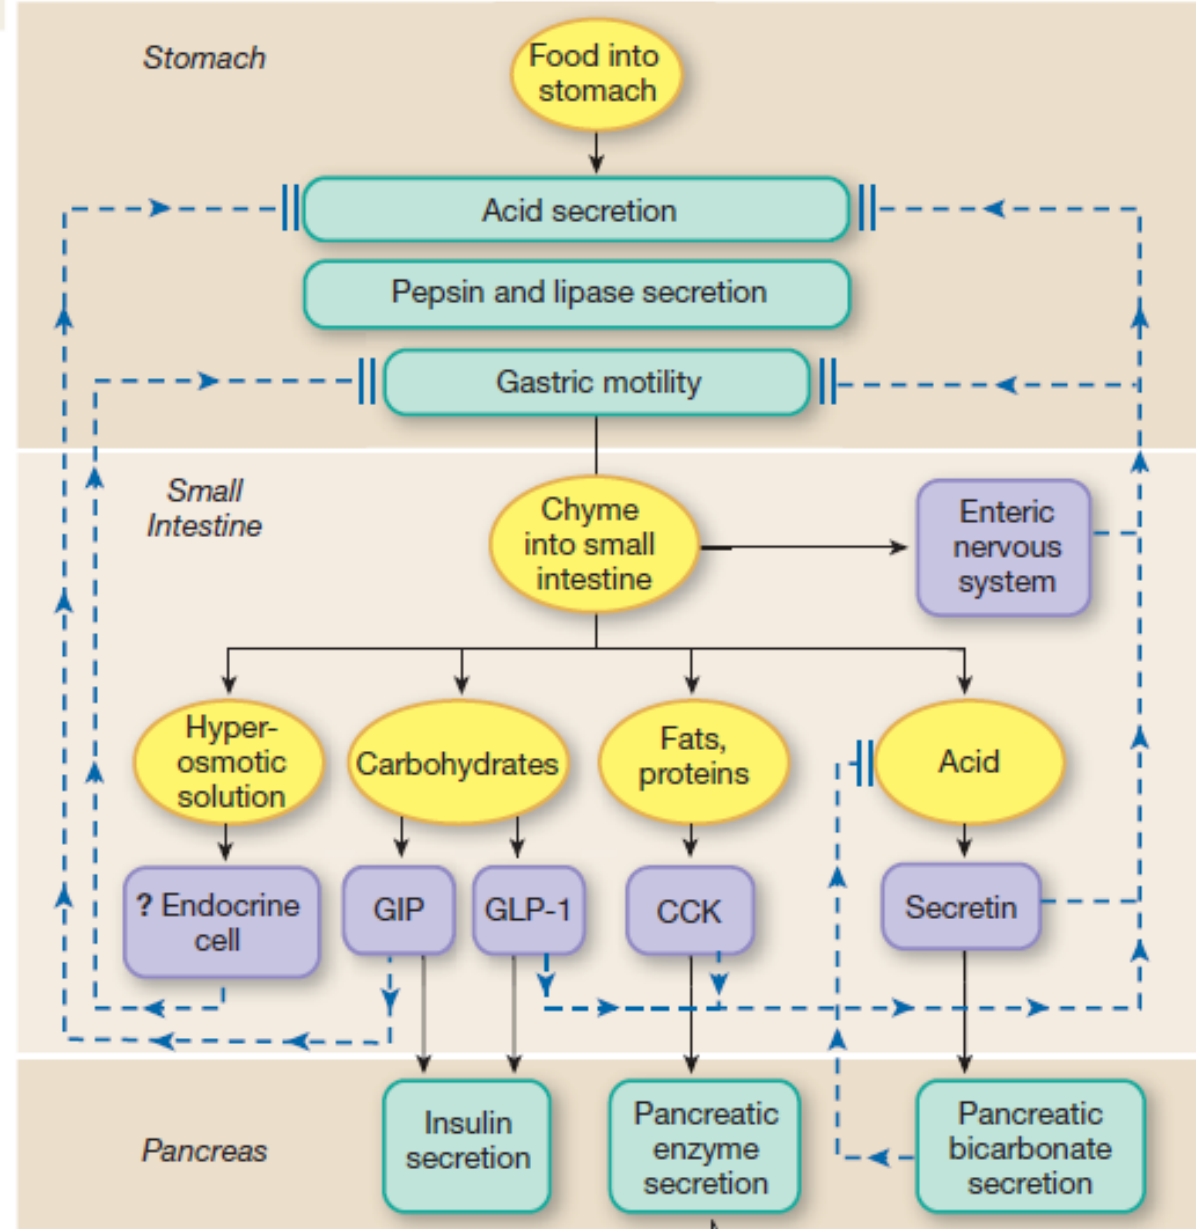 Stomach
Food into
stomach
Acid secretion
Pepsin and lipase secretion
Gastric motility
Small
Intestine
Chyme
into small
intestine
Enteric
nervous
system
Hyper-
osmotic
solution
Carbohydrates
Fats,
proteins
Acid
? Endocrine
cell
GIP
GLP-1
CCK
Secretin
Pancreas
Insulin
secretion
Pancreatic
enzyme
secretion
Pancreatic
bicarbonate
secretion